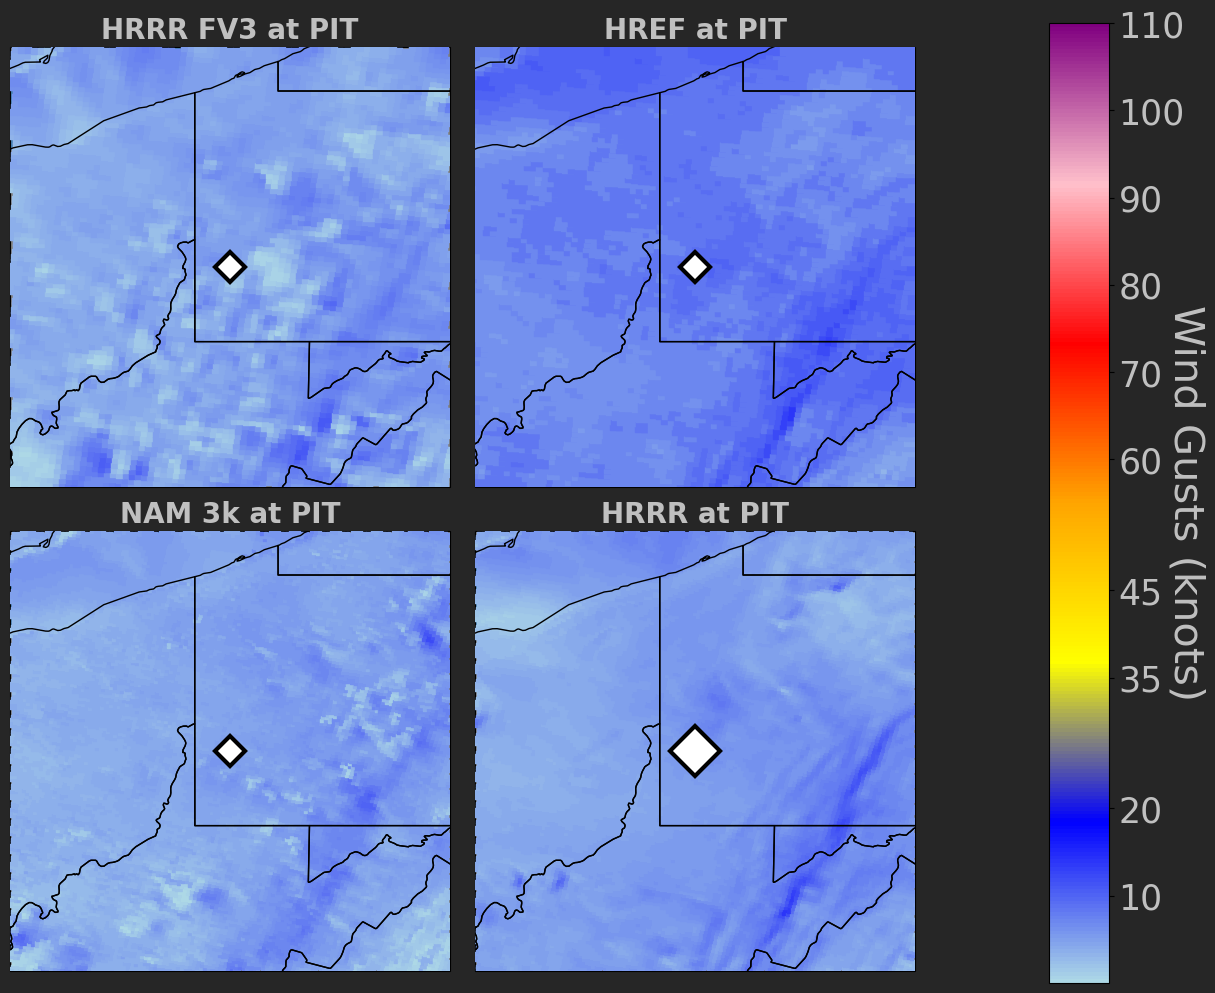 HRRR FV3 at PIT
HREF at PIT
NAM 3k at PIT
HRRR at PIT
110
100
90
80
70
60
45
35
20
10
Wind Gusts (knots)